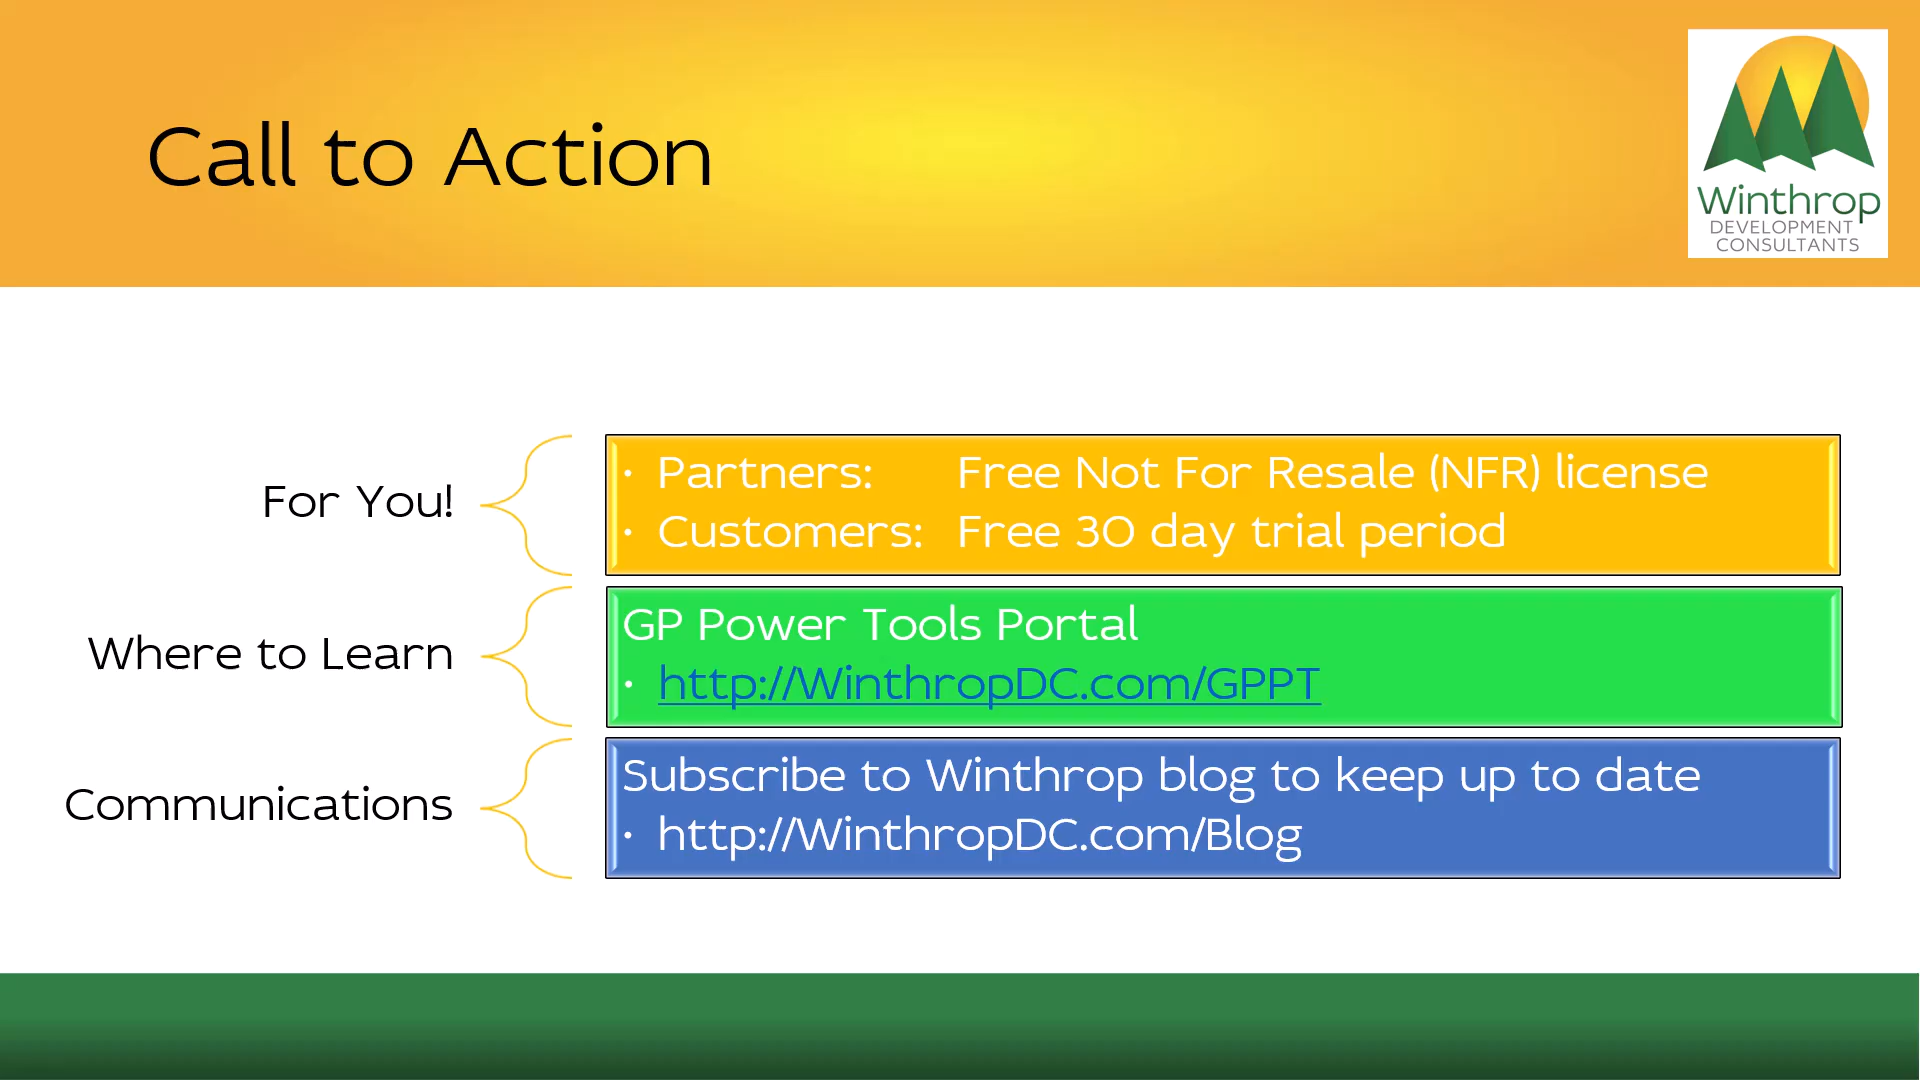 Call to Action
Winthrop
DEVELOPMENT
CONSULTANTS
For You!
• Partners: Free Not For Resale (NFR) license
• Customers: Free 30 day trial period
Where to Learn
GP Power Tools Portal
• http://WinthropDC.com/GPPT
Communications
Subscribe to Winthrop blog to keep up to date
• http://WinthropDC.com/Blog